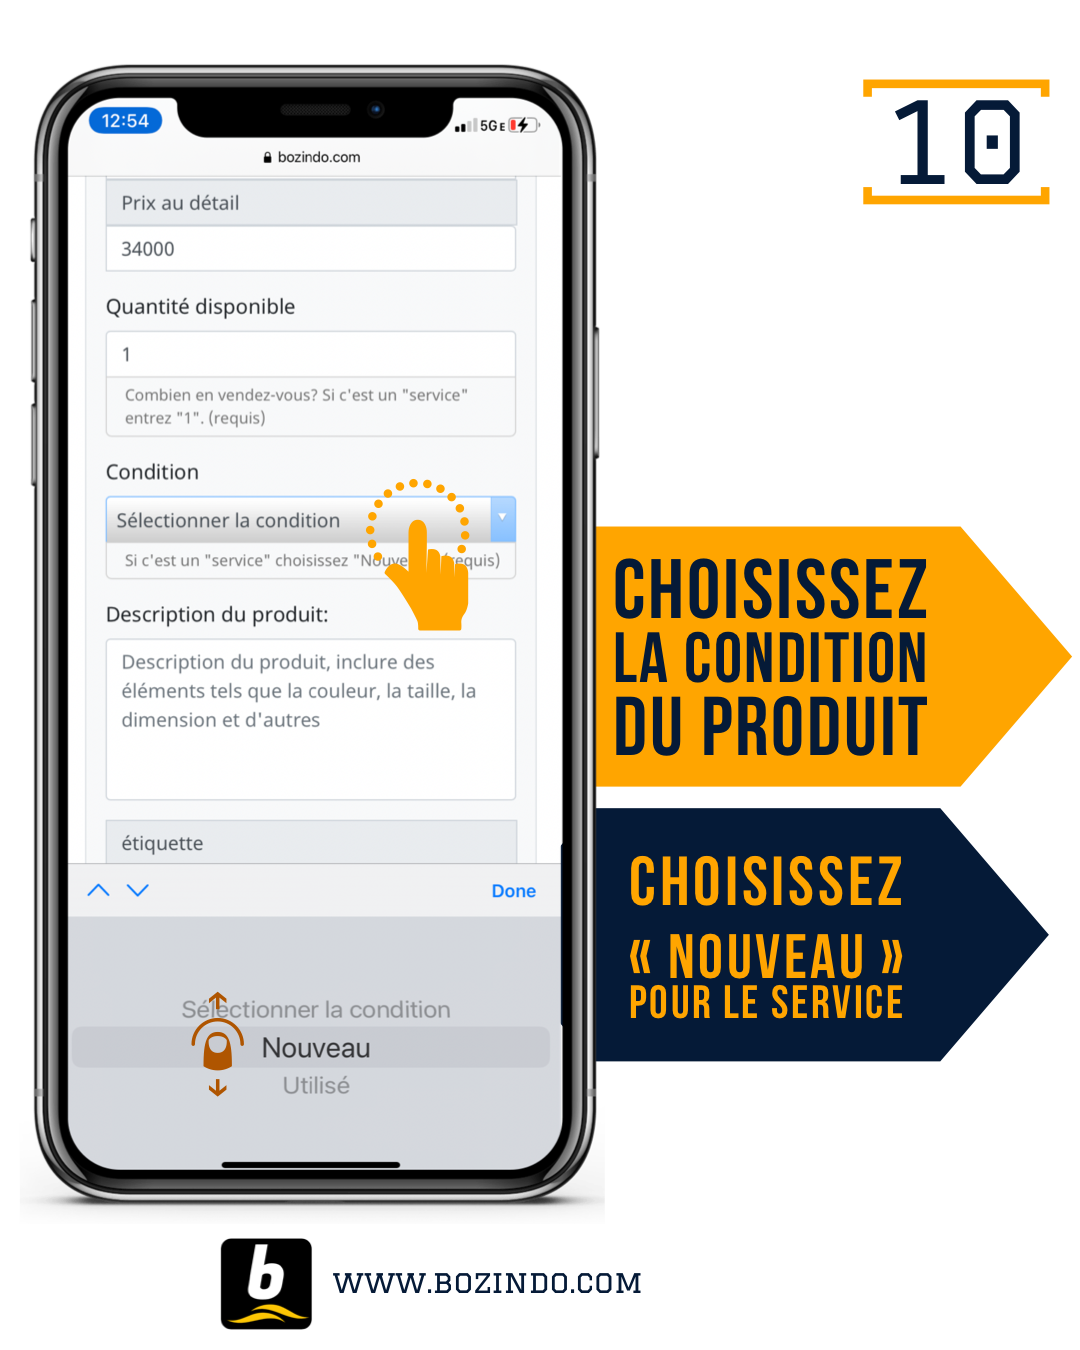 10
12:54
5G E
bozindo.com
Prix au détail
34000
Quantité disponible
1
Combien en vendez-vous? Si c'est un "service"
entrez "1". (requis)
Condition
Sélectionner la condition
Si c'est un "service" choisissez "Nouve equis)
Description du produit:
Description du produit, inclure des
éléments tels que la couleur, la taille, la
dimension et d'autres
étiquette
Done
Sélectionner la condition
Nouveau
Utilisé
CHOISISSEZ
LA CONDITION
DU PRODUIT
CHOISISSEZ
« NOUVEAU »
POUR LE SERVICE
b
WWW.BOZINDO.COM